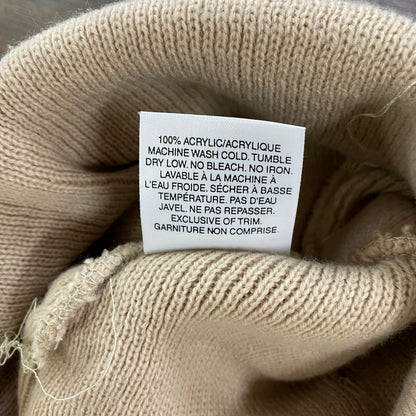 100% ACRYLIC/ACRYLIQUE
MACHINE WASH COLD. TUMBLE
DRY LOW. NO BLEACH. NO IRON.
LAVABLE À LA MACHINE À
L'EAU FROIDE. SÉCHER À BASSE
TEMPÉRATURE. PAS D'EAU
JAVEL. NE PAS REPASSER.
EXCLUSIVE OF TRIM.
GARNITURE NON COMPRISE.